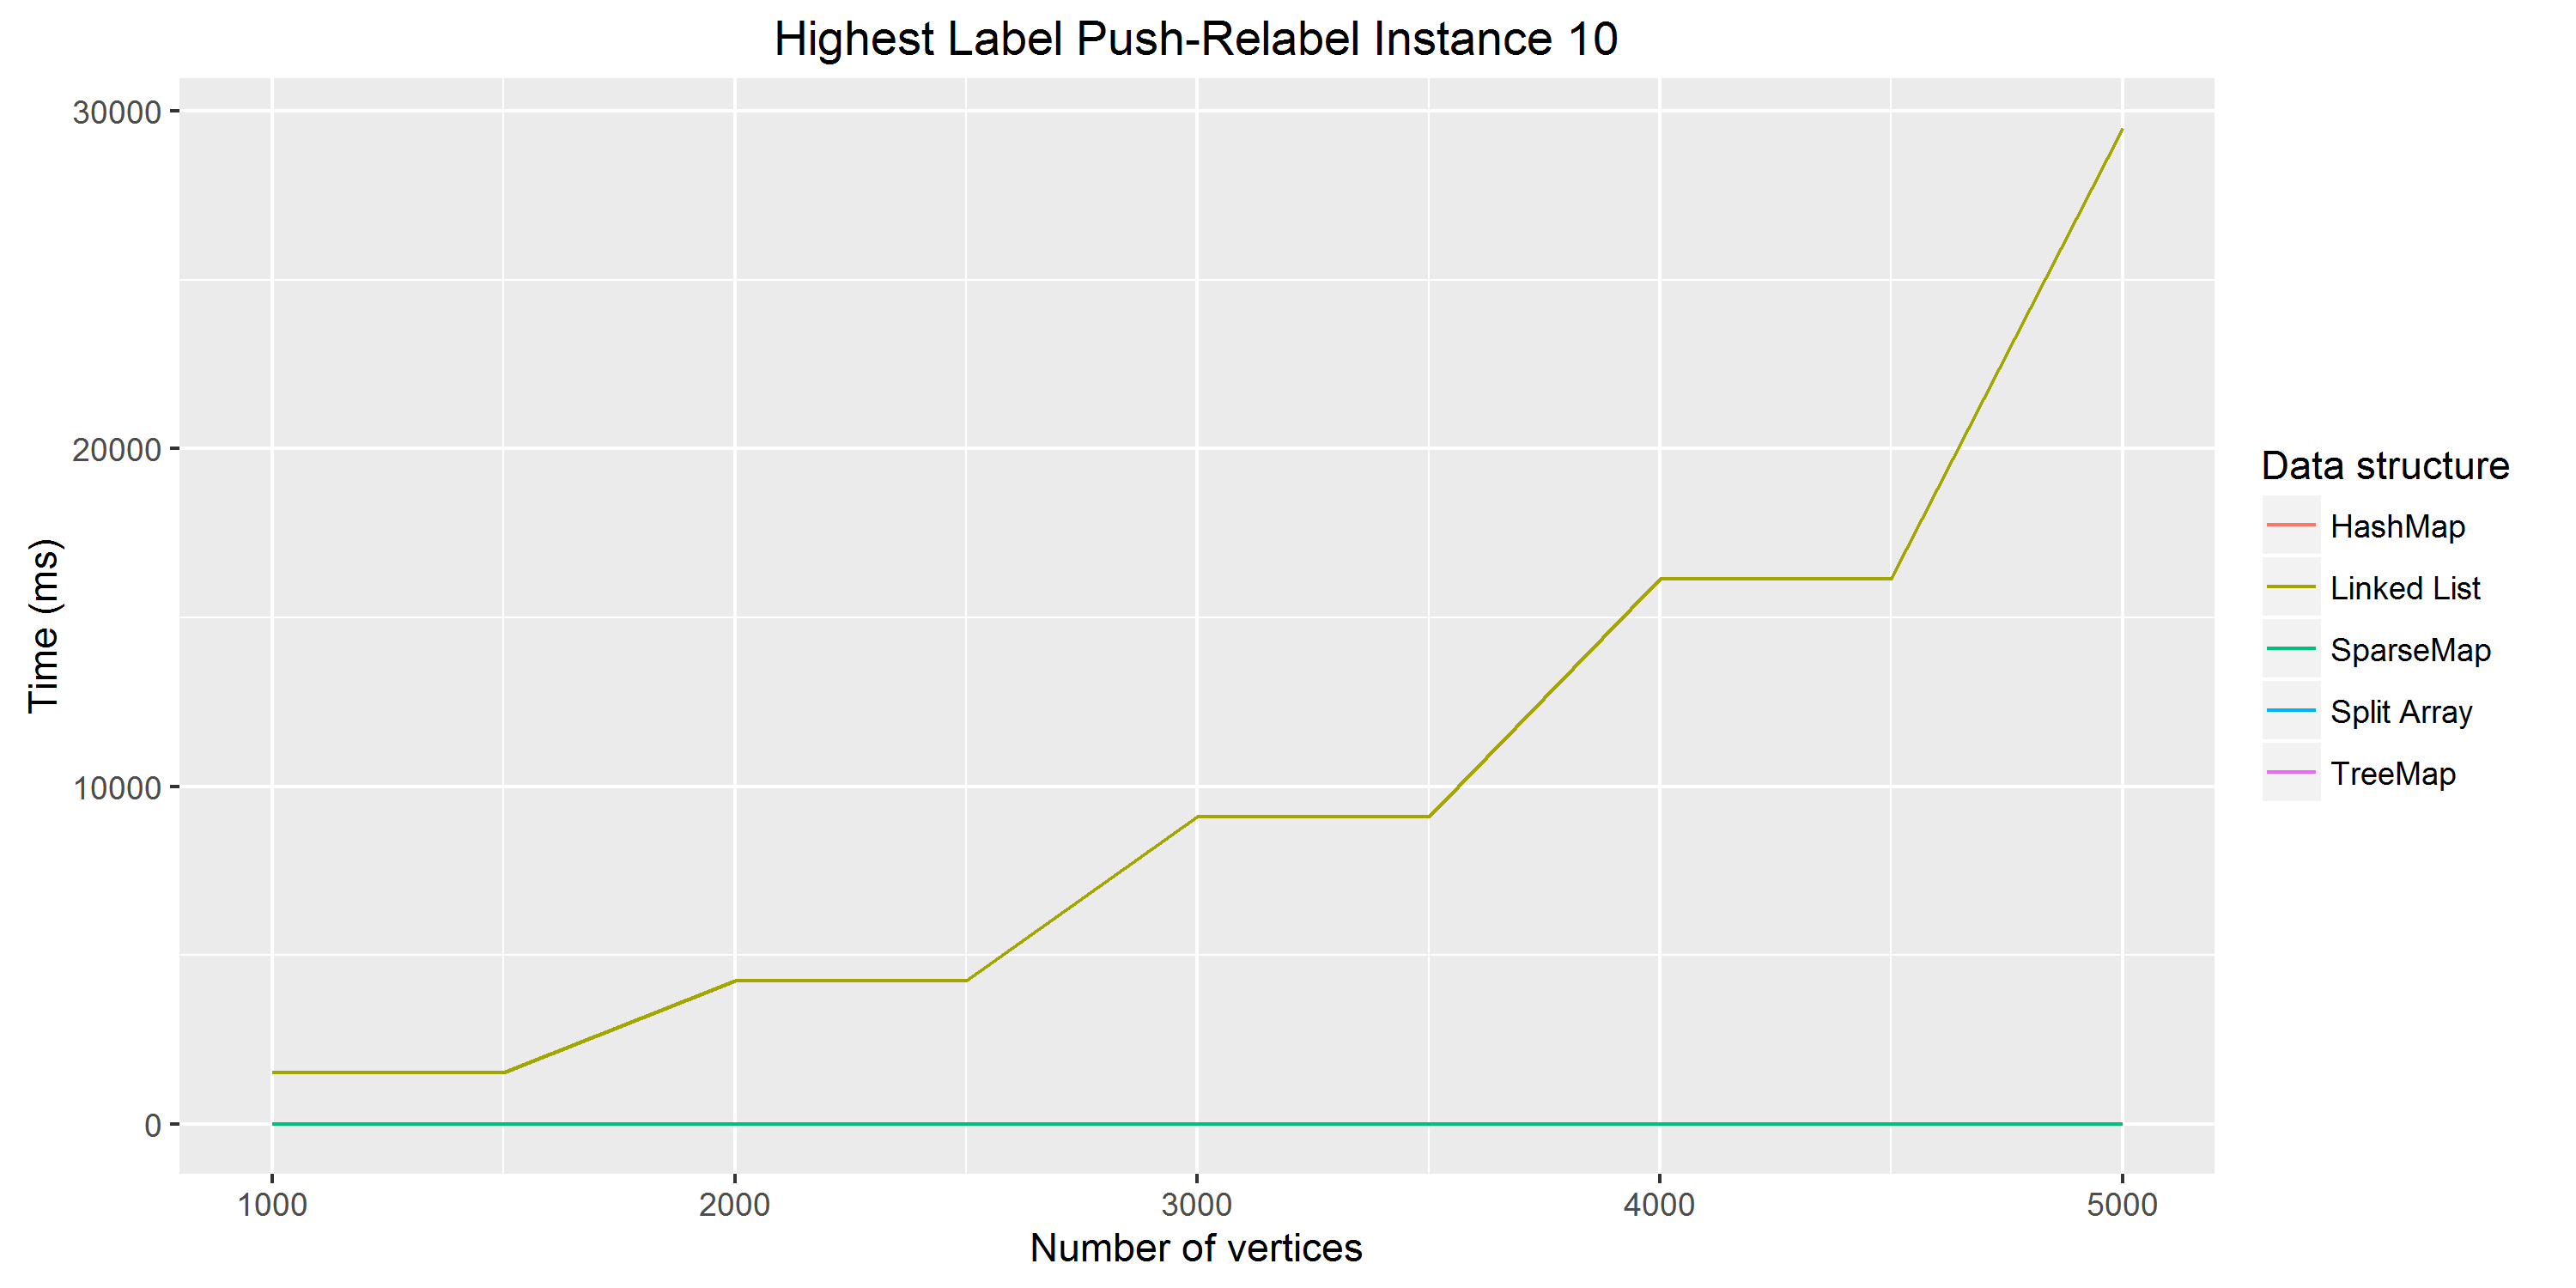 Highest Label Push-Relabel Instance 10
30000
20000
10000
0
Time (ms)
1000 2000 3000 4000 5000
Number of vertices
Data structure
HashMap
Linked List
SparseMap
Split Array
TreeMap